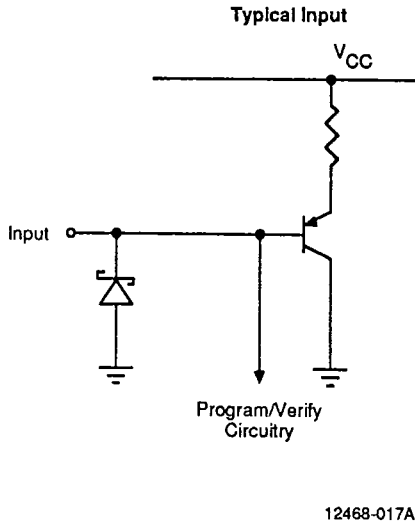 Typical Input
VCC
Input
Program/Verify
Circuitry
12468-017A